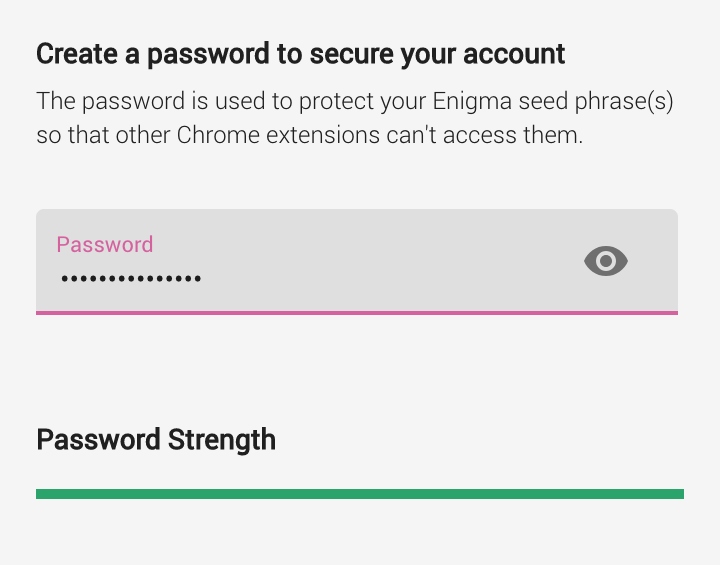 Create a password to secure your account
The password is used to protect your Enigma seed phrase(s)
so that other Chrome extensions can't access them.
Password
•••••••••••••••
Password Strength